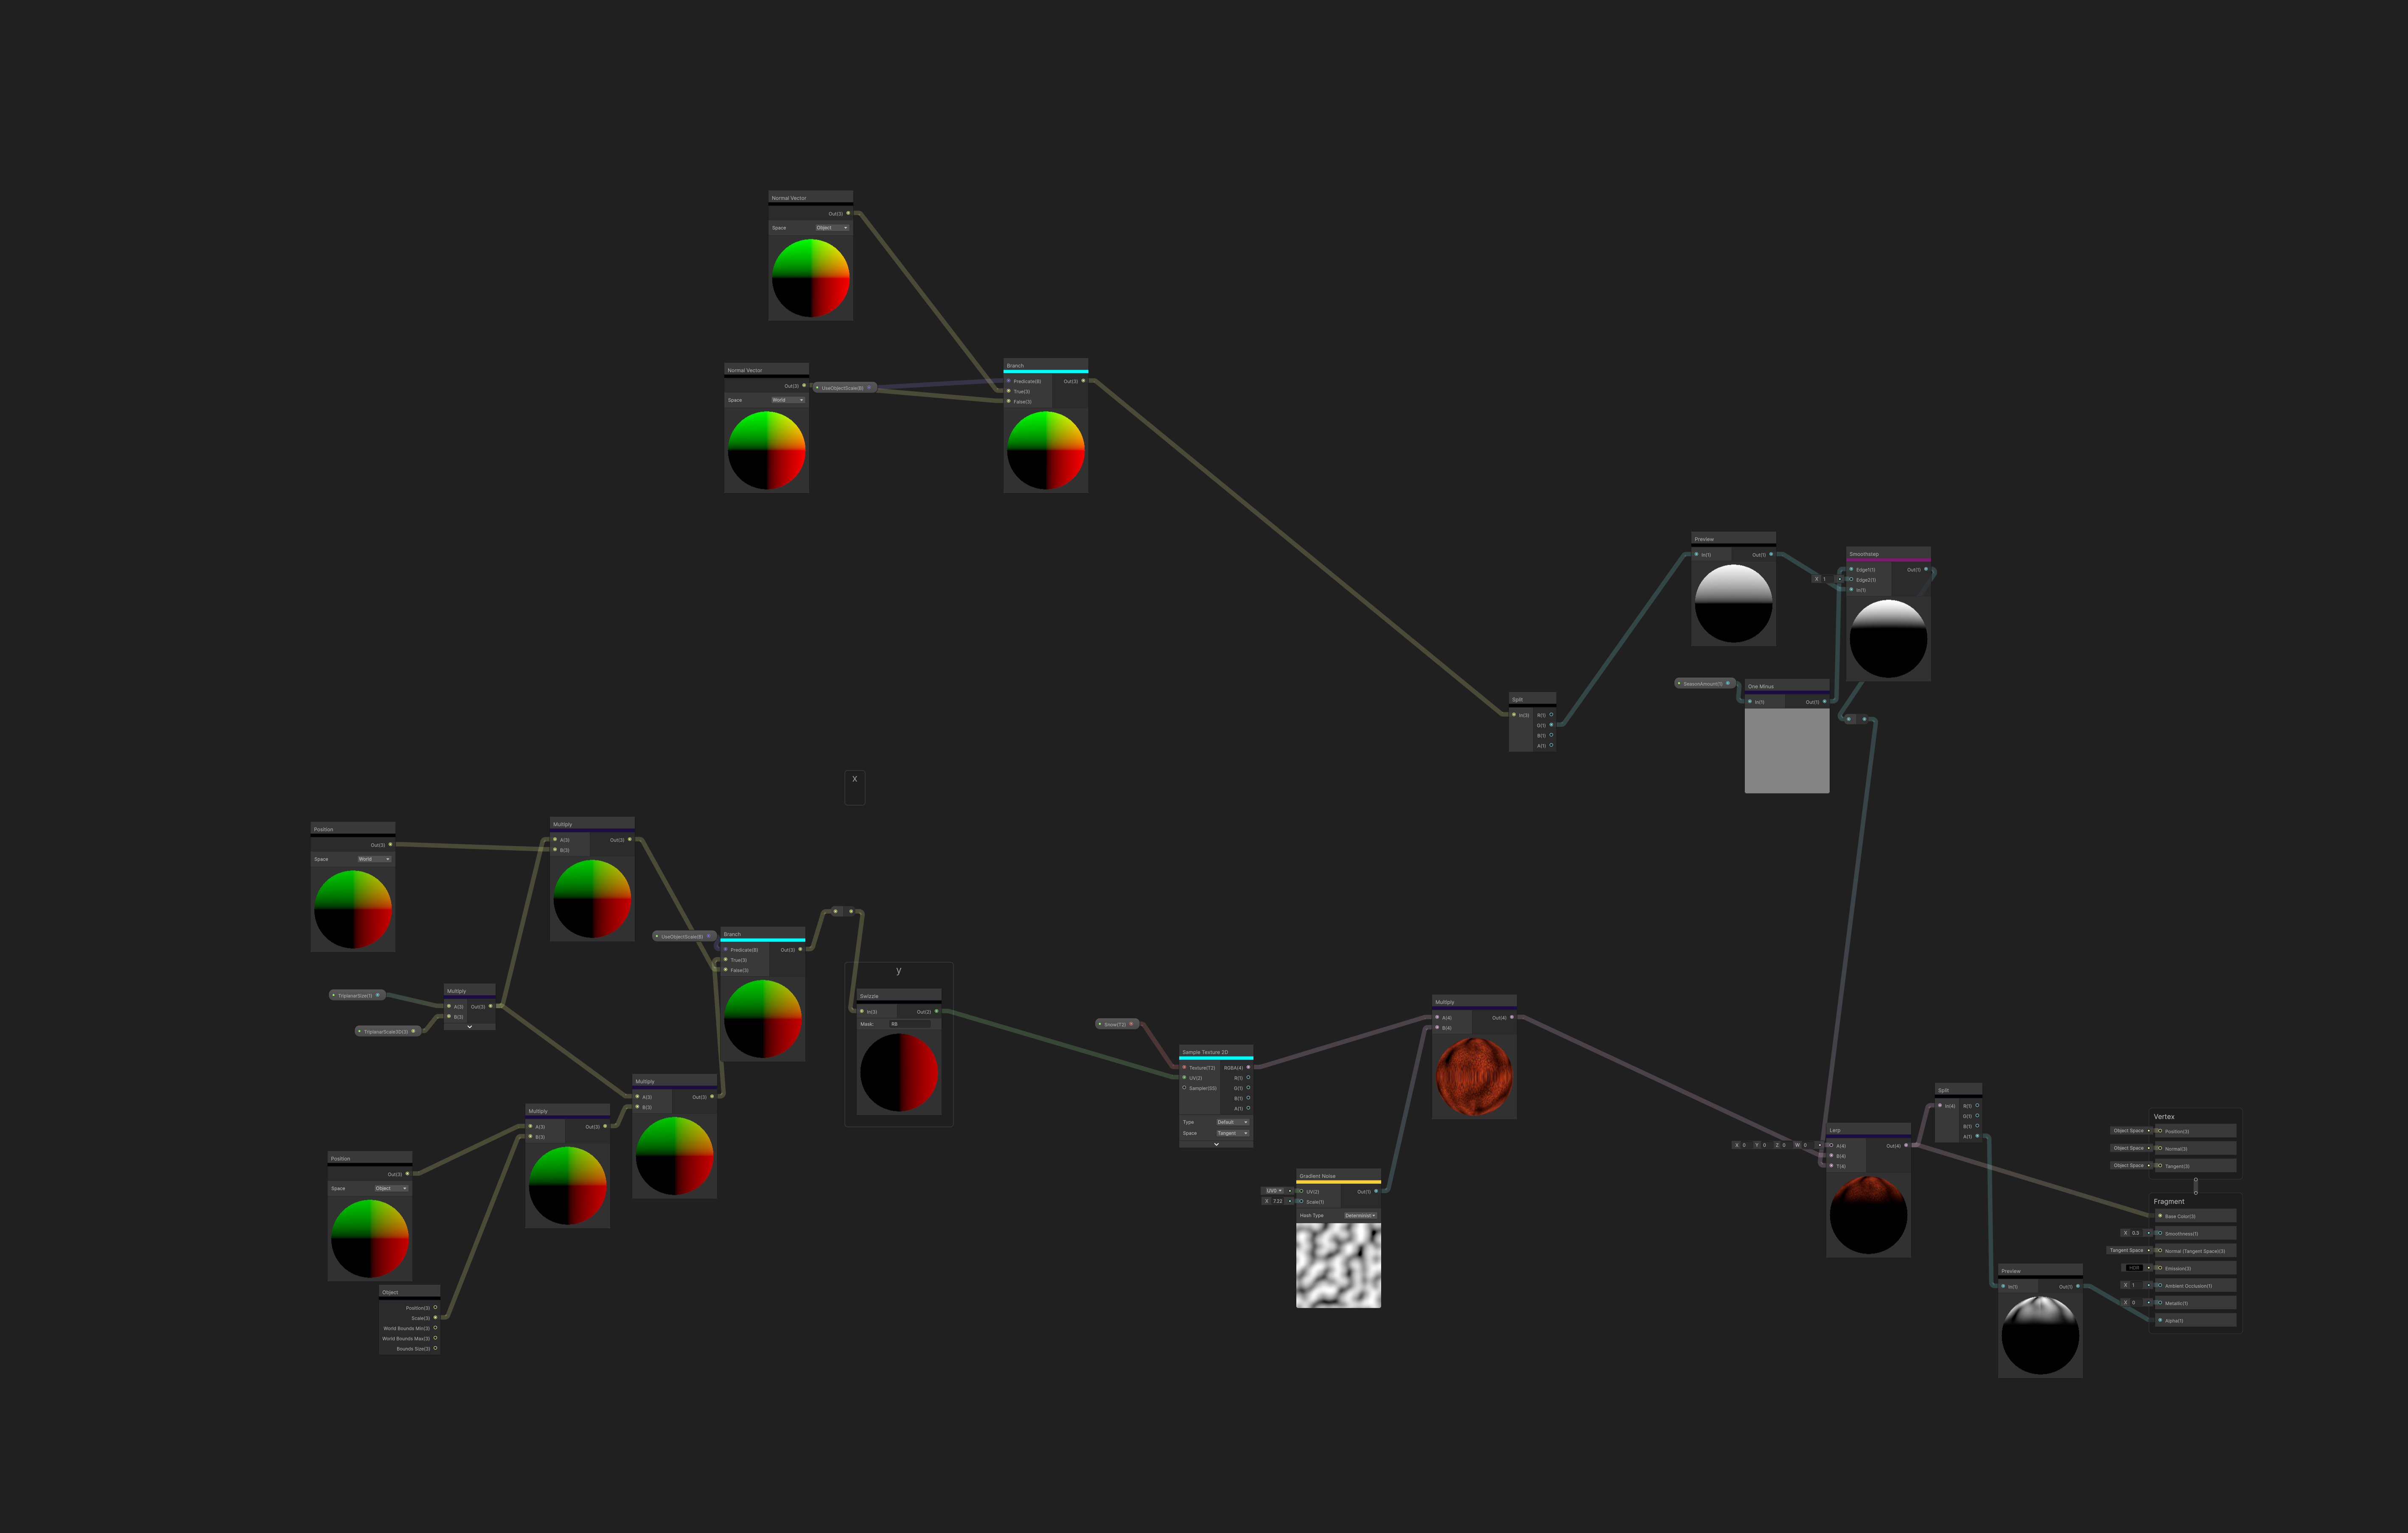 Normal Vector
Out(3)
Space
Object
Normal Vector
Out(3)
Space
World
UseObjectScale(B)
Branch
Predicate(B)
True(3)
False(3)
Out(3)
Preview
In(1)
Out(1)
X 1
Smoothstep
Edge1(1)
Edge2(1)
In(1)
Out(1)
SeasonAmount(1)
One Minus
In(1)
Out(1)
Split
In(3)
R(1)
G(1)
B(1)
A(1)
x
Position
Out(3)
Space
World
Multiply
A(3)
B(3)
Out(3)
UseObjectScale(B)
Branch
Predicate(B)
True(3)
False(3)
Out(3)
TriplanarSize(1)
TriplanarScale3D(3)
Multiply
A(3)
B(3)
Out(3)
y
Swizzle
In(3)
Out(2)
Mask:
RB
Multiply
A(3)
B(3)
Out(3)
Multiply
A(3)
B(3)
Out(3)
Position
Out(3)
Space
Object
Object
Position(3)
Scale(3)
World Bounds Min(3)
World Bounds Max(3)
Bounds Size(3)
Snow(T2)
Sample Texture 2D
Texture(T2)
UV(2)
Sampler(SS)
RGBA(4)
R(1)
G(1)
B(1)
A(1)
Type
Default
Space
Tangent
Multiply
A(4)
B(4)
Out(4)
UV0
X 7.22
Gradient Noise
UV(2)
Scale(1)
Out(1)
Hash Type
Determinist
X 0 Y 0 Z 0 W 0
Lerp
A(4)
B(4)
T(4)
Out(4)
Split
In(4)
R(1)
G(1)
B(1)
A(1)
Preview
In(1)
Out(1)
Vertex
Object Space
Position(3)
Object Space
Normal(3)
Object Space
Tangent(3)
Fragment
Base Color(3)
X 0.3
Smoothness(1)
Tangent Space
Normal (Tangent Space)(3)
HDR
Emission(3)
X 1
Ambient Occlusion(1)
X 0
Metallic(1)
Alpha(1)